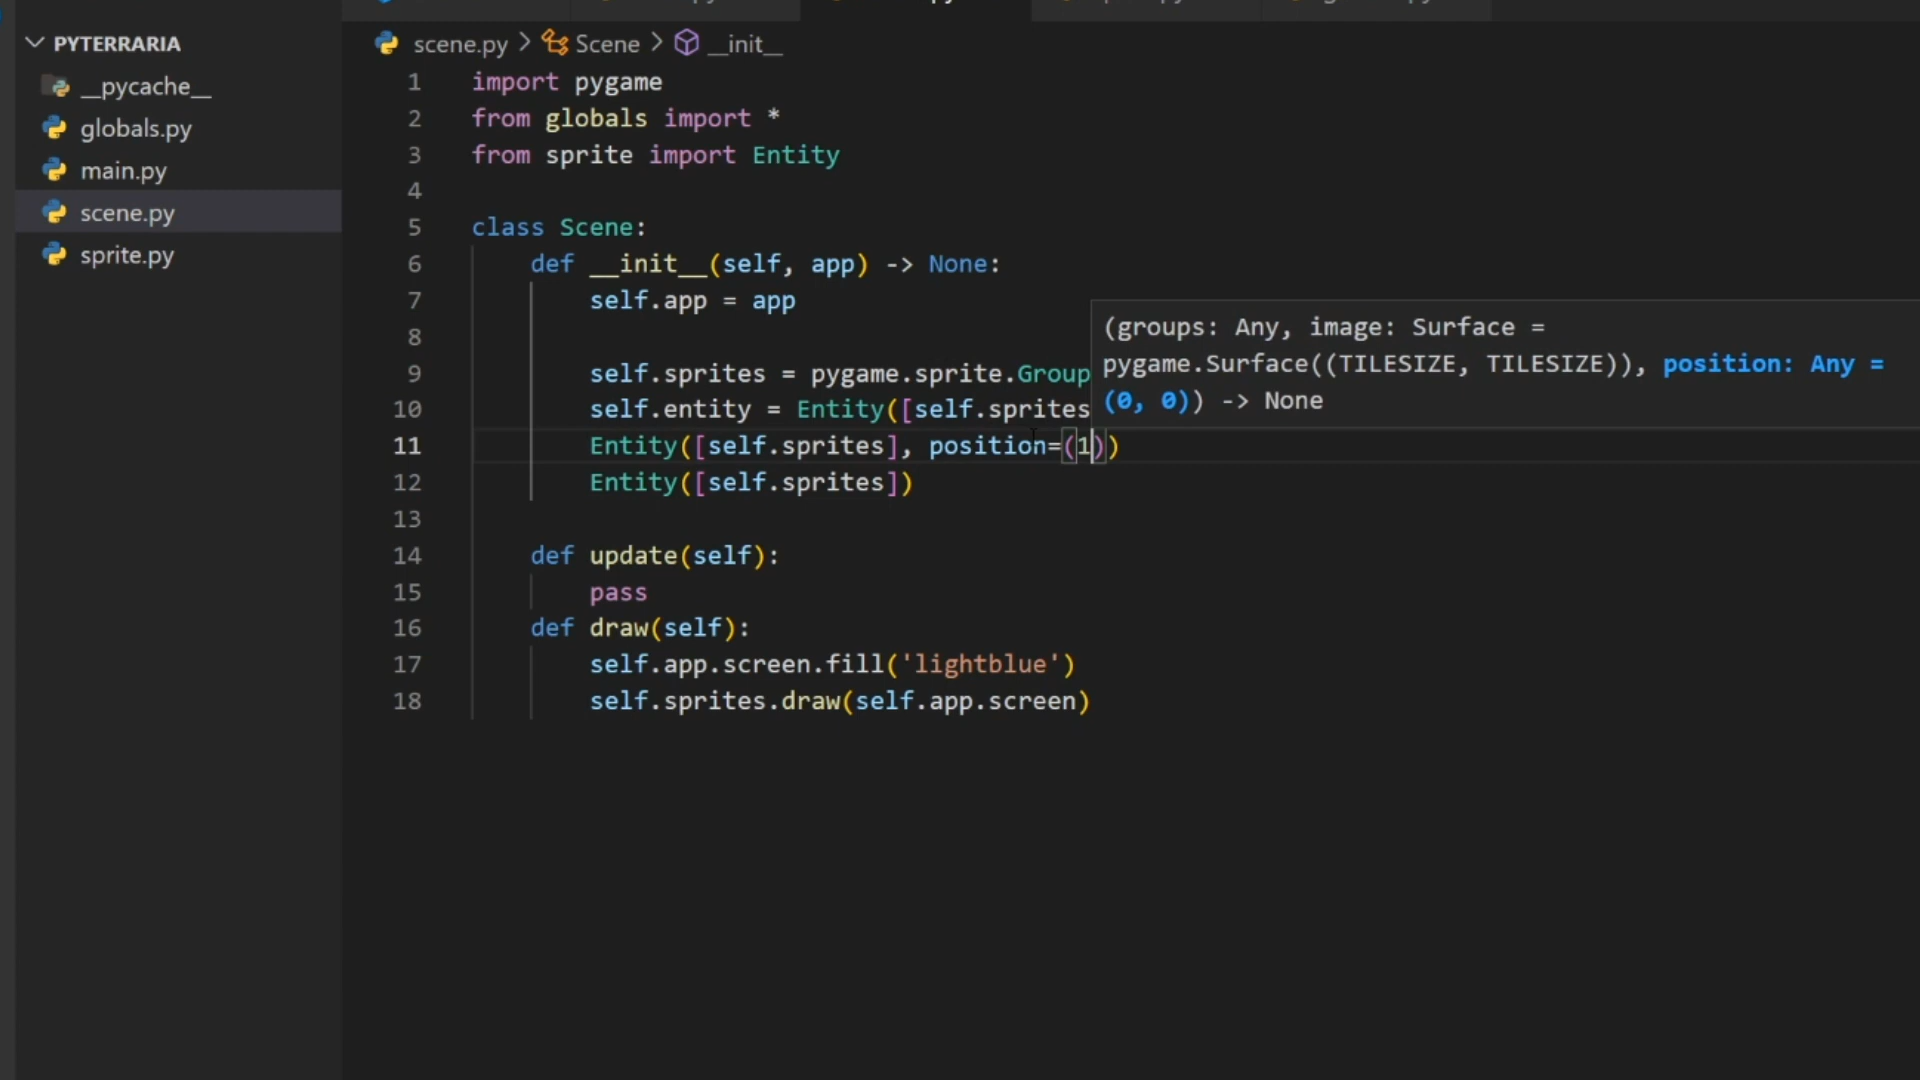 PYTERRARIA
__pycache__
globals.py
main.py
scene.py
sprite.py
scene.py > Scene > __init__
1 import pygame
2 from globals import *
3 from sprite import Entity
4
5 class Scene:
6 def __init__(self, app) -> None:
7 self.app = app
8
9 self.sprites = pygame.sprite.Group
10 self.entity = Entity([self.sprites
11 Entity([self.sprites], position=(1))
12 Entity([self.sprites])
13
14 def update(self):
15 pass
16 def draw(self):
17 self.app.screen.fill('lightblue')
18 self.sprites.draw(self.app.screen)
(groups: Any, image: Surface =
pygame.Surface((TILESIZE, TILESIZE)), position: Any =
(0, 0)) -> None